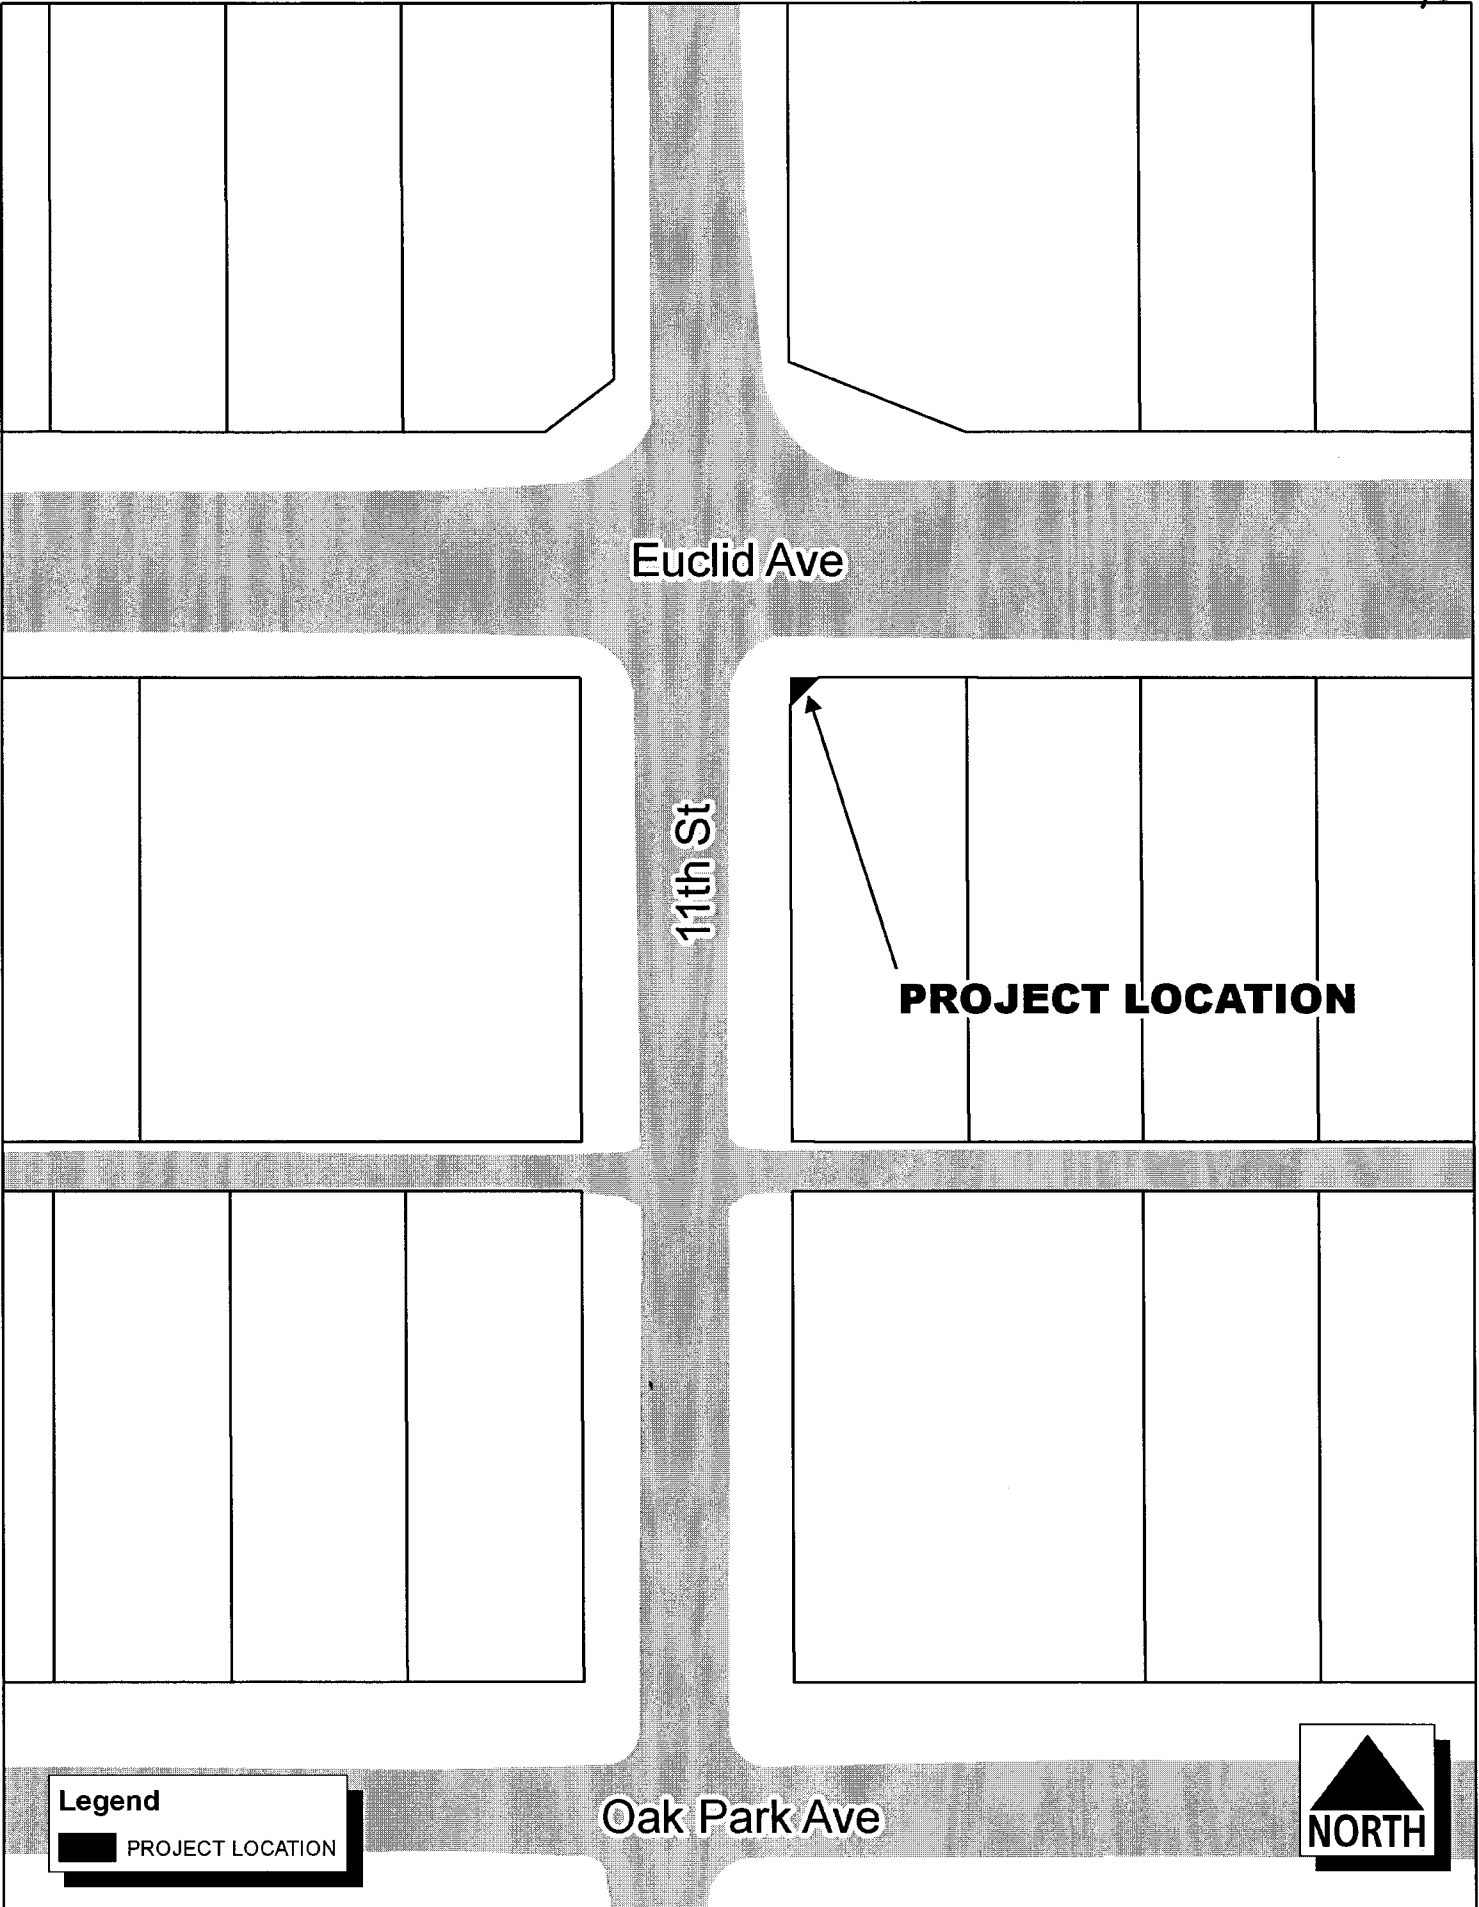 Euclid Ave
11th St
PROJECT LOCATION
Oak Park Ave
Legend
PROJECT LOCATION
NORTH